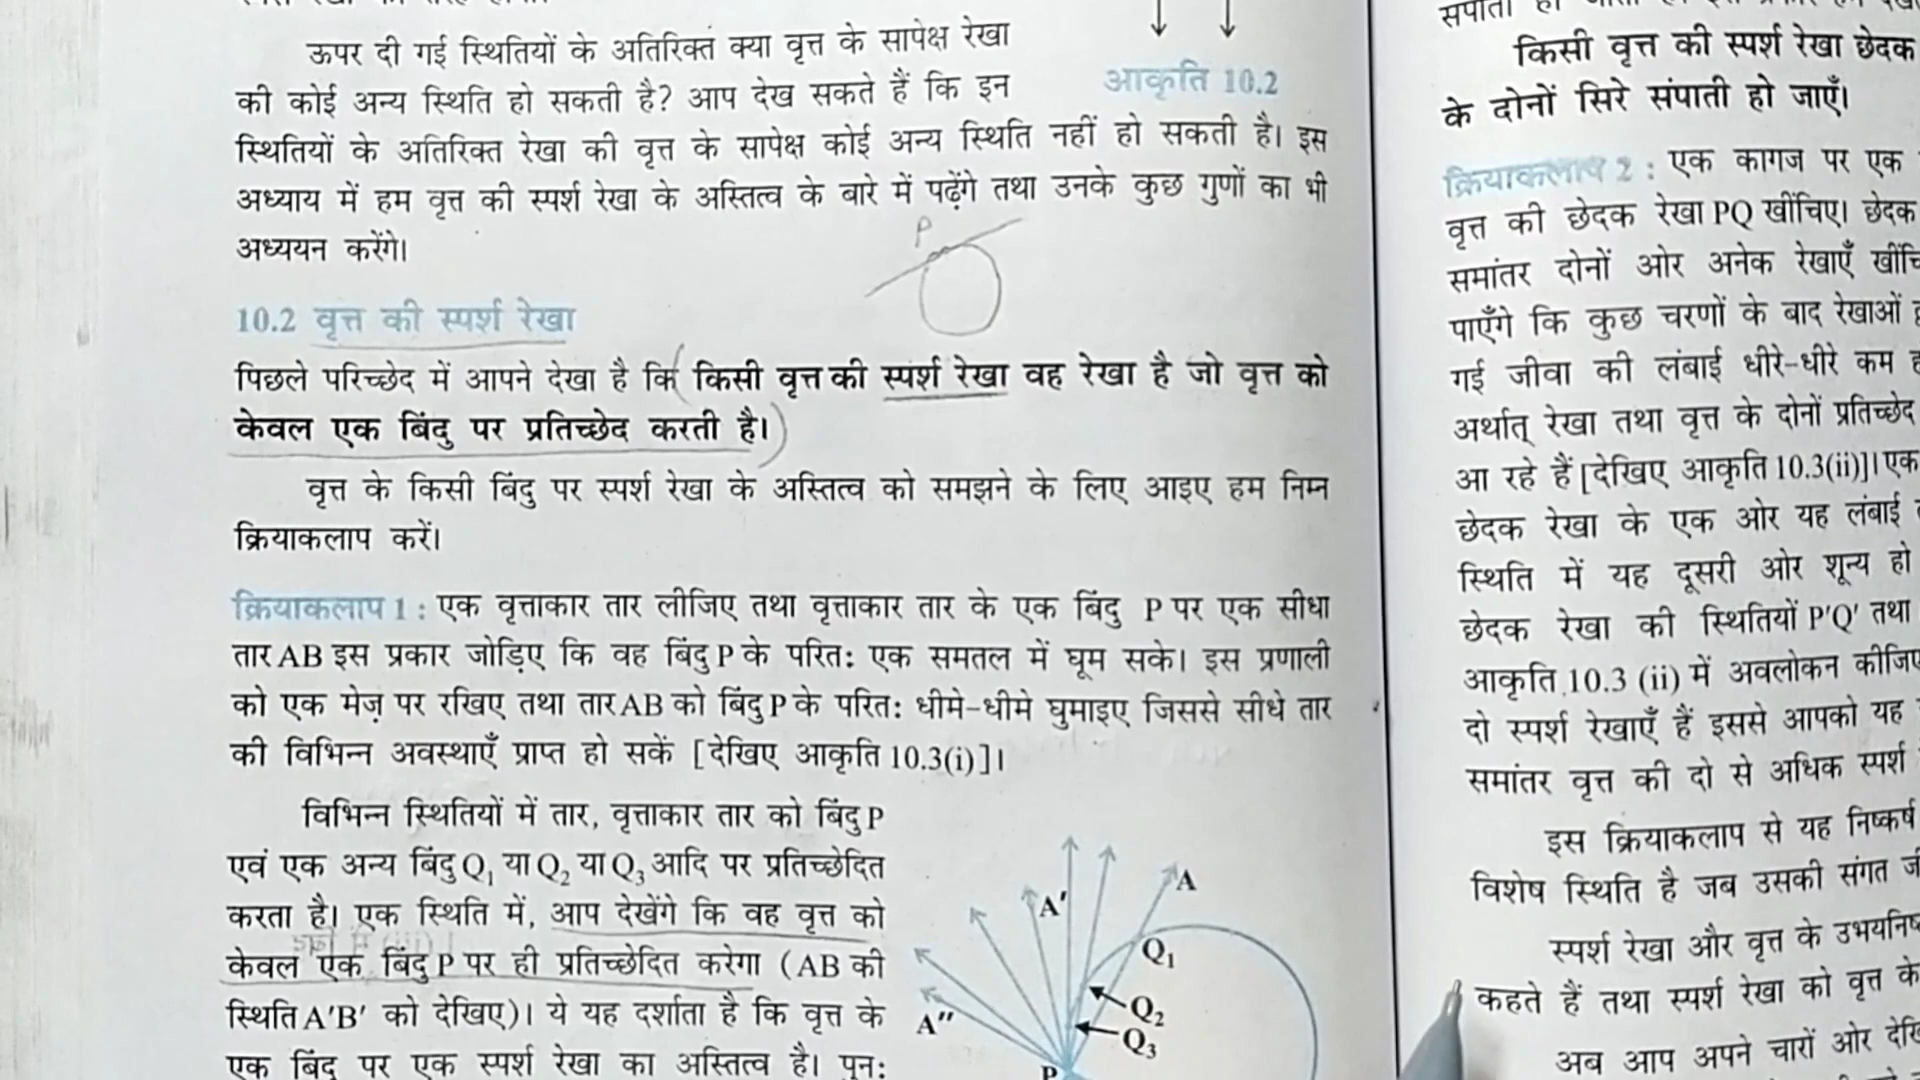 ऊपर दी गई स्थितियों के अतिरिक्त क्या वृत्त के सापेक्ष रेखा
की कोई अन्य स्थिति हो सकती है? आप देख सकते हैं कि इन
आकृति 10.2
स्थितियों के अतिरिक्त रेखा की वृत्त के सापेक्ष कोई अन्य स्थिति नहीं हो सकती है। इस
अध्याय में हम वृत्त की स्पर्श रेखा के अस्तित्व के बारे में पढ़ेंगे तथा उनके कुछ गुणों का भी
अध्ययन करेंगे।
P
10.2 वृत्त की स्पर्श रेखा
पिछले परिच्छेद में आपने देखा है कि किसी वृत्त की स्पर्श रेखा वह रेखा है जो वृत्त को
केवल एक बिंदु पर प्रतिच्छेद करती है।
वृत्त के किसी बिंदु पर स्पर्श रेखा के अस्तित्व को समझने के लिए आइए हम निम्न
क्रियाकलाप करें।
क्रियाकलाप 1 : एक वृत्ताकार तार लीजिए तथा वृत्ताकार तार के एक बिंदु P पर एक सीधा
तार AB इस प्रकार जोड़िए कि वह बिंदु P के परितः एक समतल में घूम सके। इस प्रणाली
को एक मेज़ पर रखिए तथा तार AB को बिंदु P के परितः धीमे-धीमे घुमाइए जिससे सीधे तार
की विभिन्न अवस्थाएँ प्राप्त हो सकें [देखिए आकृति 10.3(i)]।
विभिन्न स्थितियों में तार, वृत्ताकार तार को बिंदु P
एवं एक अन्य बिंदु Q₁ या Q₂ या Q₃ आदि पर प्रतिच्छेदित
करता है। एक स्थिति में, आप देखेंगे कि वह वृत्त को
केवल एक बिंदु P पर ही प्रतिच्छेदित करेगा (AB की
स्थिति A′B′ को देखिए)। ये यह दर्शाता है कि वृत्त के
एक बिंदु पर एक स्पर्श रेखा का अस्तित्व है। पुन:
A′
A
Q₁
Q₂
A″
Q₃
P
किसी वृत्त की स्पर्श रेखा छेदक
के दोनों सिरे संपाती हो जाएँ।
क्रियाकलाप 2 : एक कागज पर एक
वृत्त की छेदक रेखा PQ खींचिए। छेदक
समांतर दोनों ओर अनेक रेखाएँ
पाएँगे कि कुछ चरणों के बाद रेखाओं
गई जीवा की लंबाई धीरे-धीरे कम
अर्थात् रेखा तथा वृत्त के दोनों प्रतिच्छेद
आ रहे हैं [देखिए आकृति 10.3(ii)]। एक
छेदक रेखा के एक ओर यह लंबाई
स्थिति में यह दूसरी ओर शून्य हो
छेदक रेखा की स्थितियों P′Q′ तथा
आकृति 10.3 (ii) में अवलोकन कीजिए
दो स्पर्श रेखाएँ हैं इससे आपको यह
समांतर वृत्त की दो से अधिक स्पर्श
इस क्रियाकलाप से यह निष्कर्ष
विशेष स्थिति है जब उसकी संगत
स्पर्श रेखा और वृत्त के
कहते हैं तथा स्पर्श रेखा को वृत्त के
अब आप अपने चारों ओर